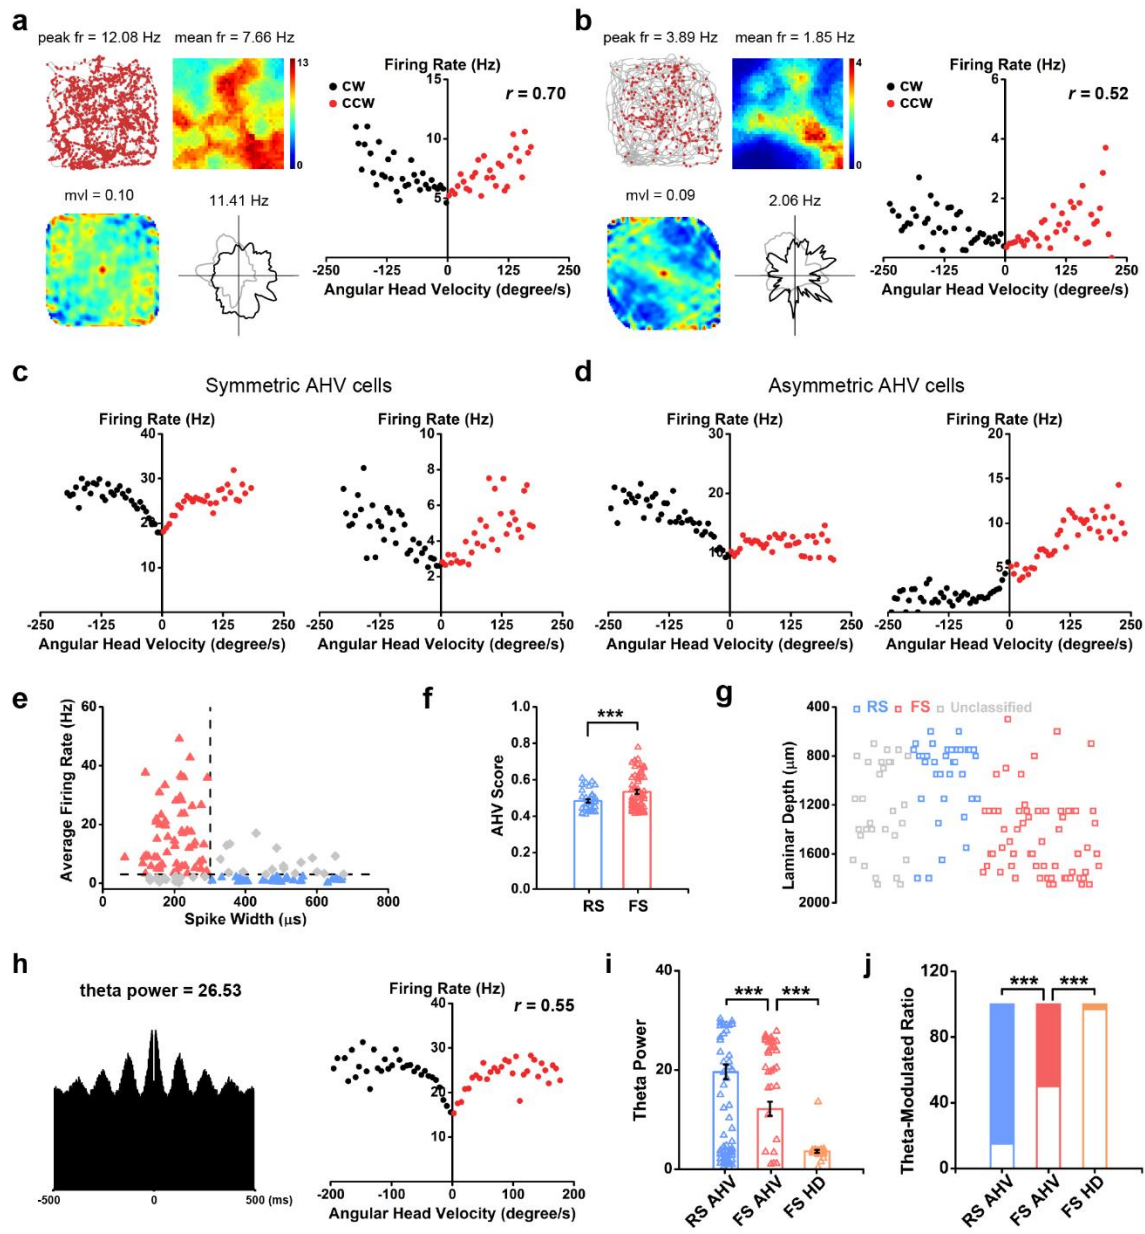 a
peak fr = 12.08 Hz mean fr = 7.66 Hz
13
0
mvl = 0.10
11.41 Hz
Firing Rate (Hz)
15
CW
CCW
r = 0.70
10
5
-250 -125 0 125 250
Angular Head Velocity (degree/s)
b
peak fr = 3.89 Hz mean fr = 1.85 Hz
4
0
mvl = 0.09
2.06 Hz
Firing Rate (Hz)
6
CW
CCW
r = 0.52
4
2
-250 -125 0 125 250
Angular Head Velocity (degree/s)
c
Symmetric AHV cells
Firing Rate (Hz)
40
30
20
10
-250 -125 0 125 250
Angular Head Velocity (degree/s)
Firing Rate (Hz)
10
8
6
4
2
-250 -125 0 125 250
Angular Head Velocity (degree/s)
d
Asymmetric AHV cells
Firing Rate (Hz)
30
20
10
-250 -125 0 125 250
Angular Head Velocity (degree/s)
Firing Rate (Hz)
20
15
10
5
-250 -125 0 125 250
Angular Head Velocity (degree/s)
e
Average Firing Rate (Hz)
60
40
20
0
0 200 400 600 800
Spike Width (μs)
f
AHV Score
1.0
0.8
0.6
0.4
0.2
0.0
***
RS FS
g
RS FS Unclassified
Laminar Depth (μm)
400
800
1200
1600
2000
h
theta power = 26.53
-500 0 500 (ms)
Firing Rate (Hz)
40
r = 0.55
30
20
10
-200 -100 0 100 200
Angular Head Velocity (degree/s)
i
Theta Power
40
20
0
*** ***
RS AHV FS AHV FS HD
j
Theta-Modulated Ratio
120
80
40
0
*** ***
RS AHV FS AHV FS HD